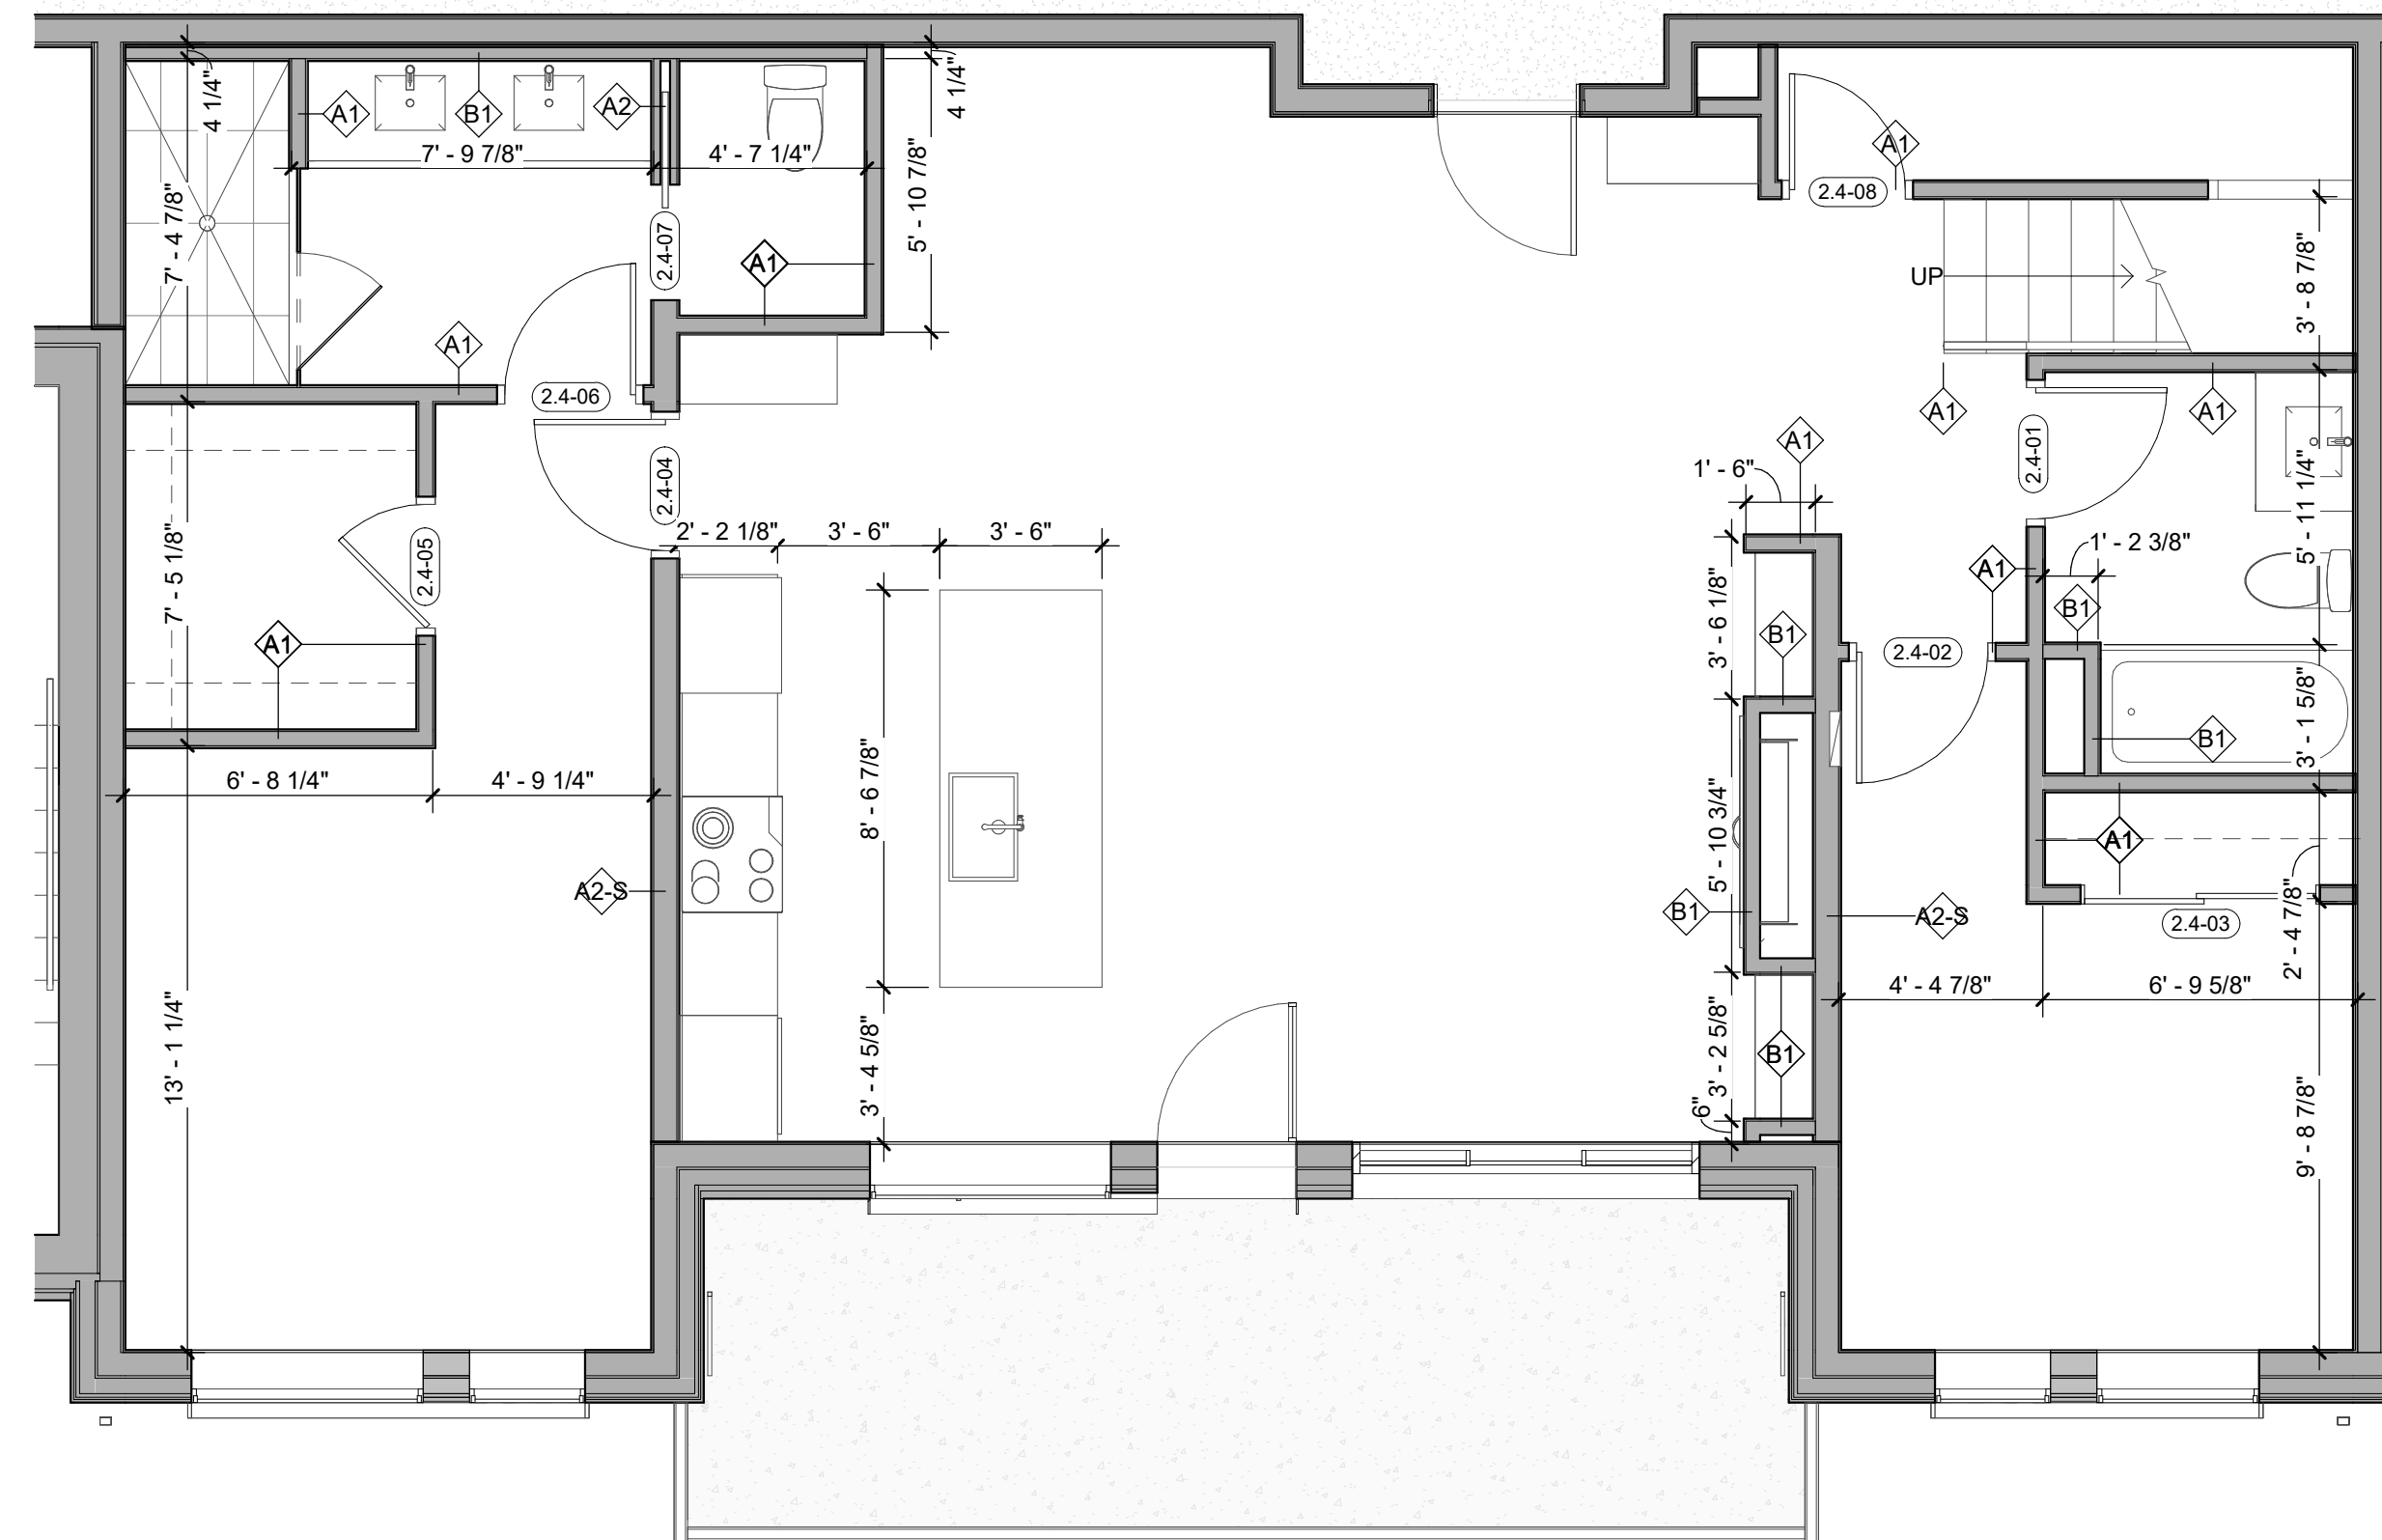 4 1/4"
4 1/4"
A1
B1
A2
7' - 9 7/8"
4' - 7 1/4"
5' - 10 7/8"
A1
2.4-08
7' - 4 7/8"
2.4-07
A1
UP
3' - 8 7/8"
A1
2.4-06
A1
A1
2.4-01
A1
1' - 6"
2.4-04
5' - 11 1/4"
2' - 2 1/8"
3' - 6"
3' - 6"
1' - 2 3/8"
7' - 5 1/8"
2.4-05
A1
3' - 6 1/8"
B1
B1
A1
2.4-02
3' - 1 5/8"
B1
6' - 8 1/4"
4' - 9 1/4"
8' - 6 7/8"
5' - 10 3/4"
A1
A2-S
B1
A2-S
2.4-03
2' - 4 7/8"
4' - 4 7/8"
6' - 9 5/8"
13' - 1 1/4"
3' - 4 5/8"
3' - 2 5/8"
B1
6"
9' - 8 7/8"